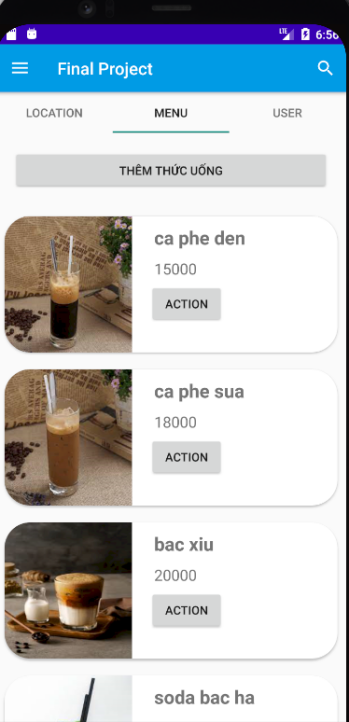 LTE 6:56
Final Project
LOCATION MENU USER
THÊM THỨC UỐNG
ca phe den
15000
ACTION
ca phe sua
18000
ACTION
bac xiu
20000
ACTION
soda bac ha